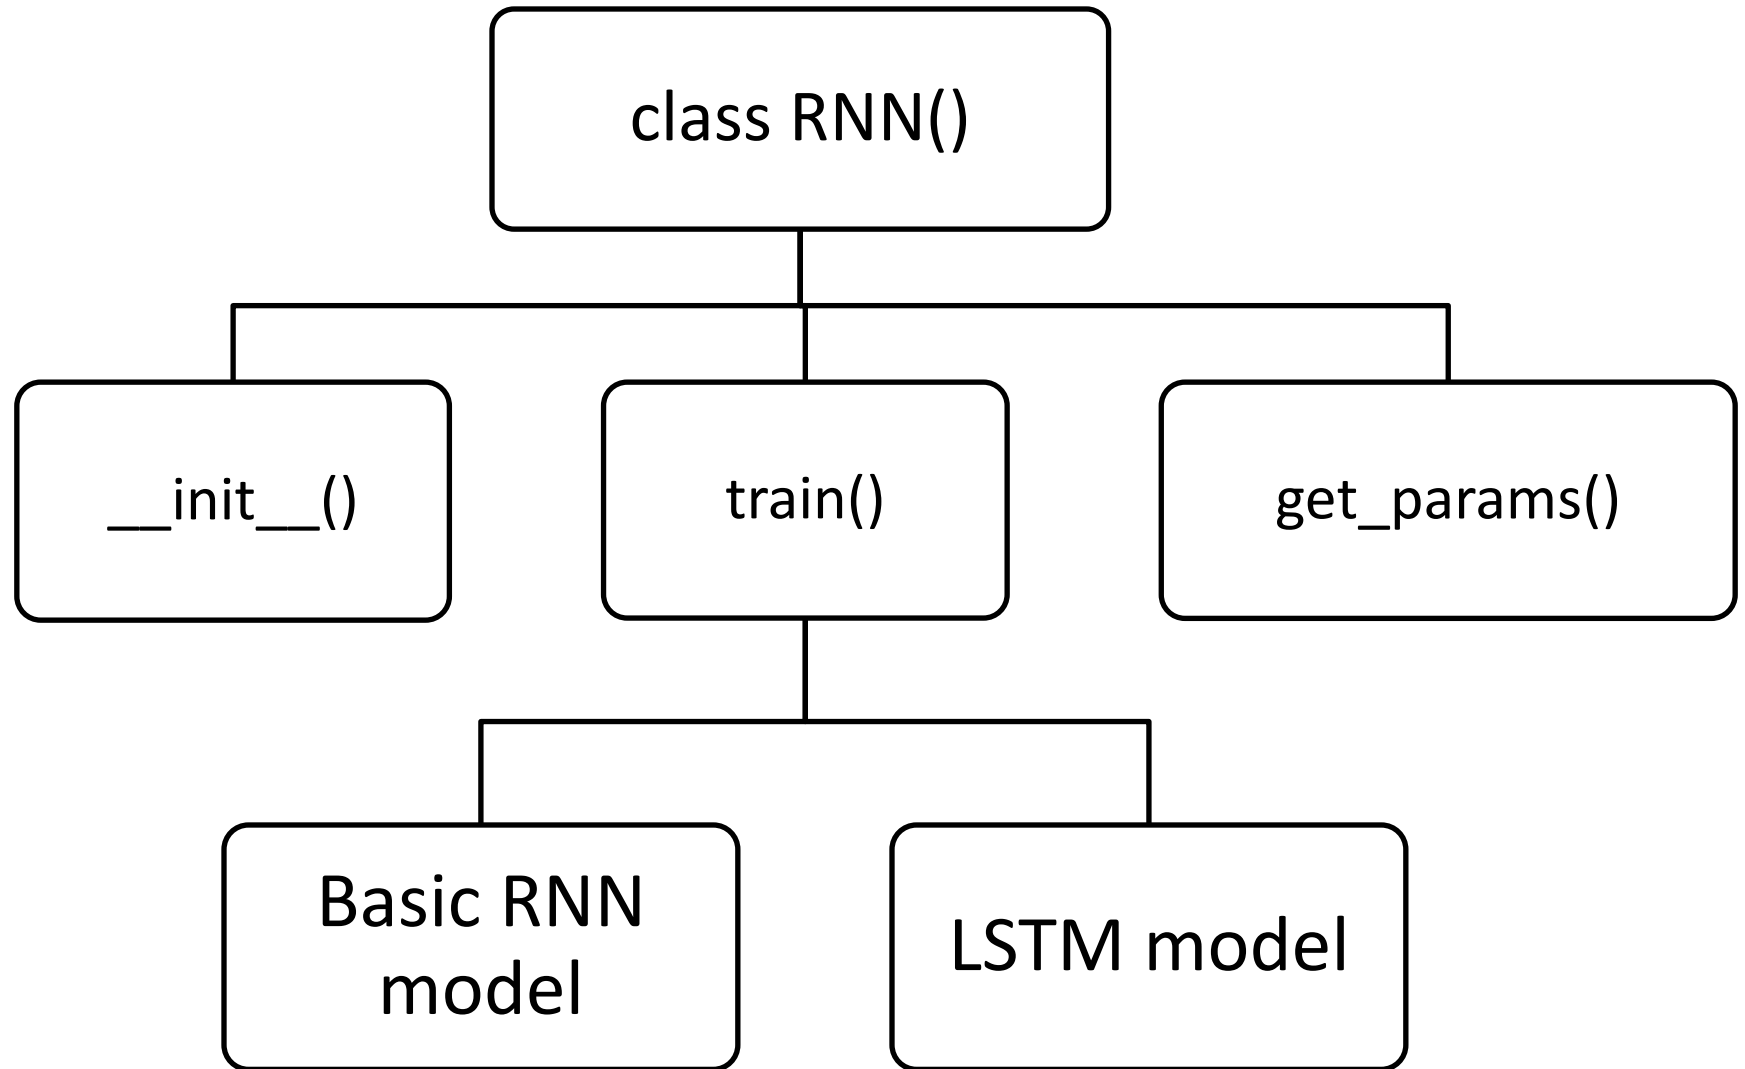 class RNN()
__init__()
train()
get_params()
Basic RNN
model
LSTM model